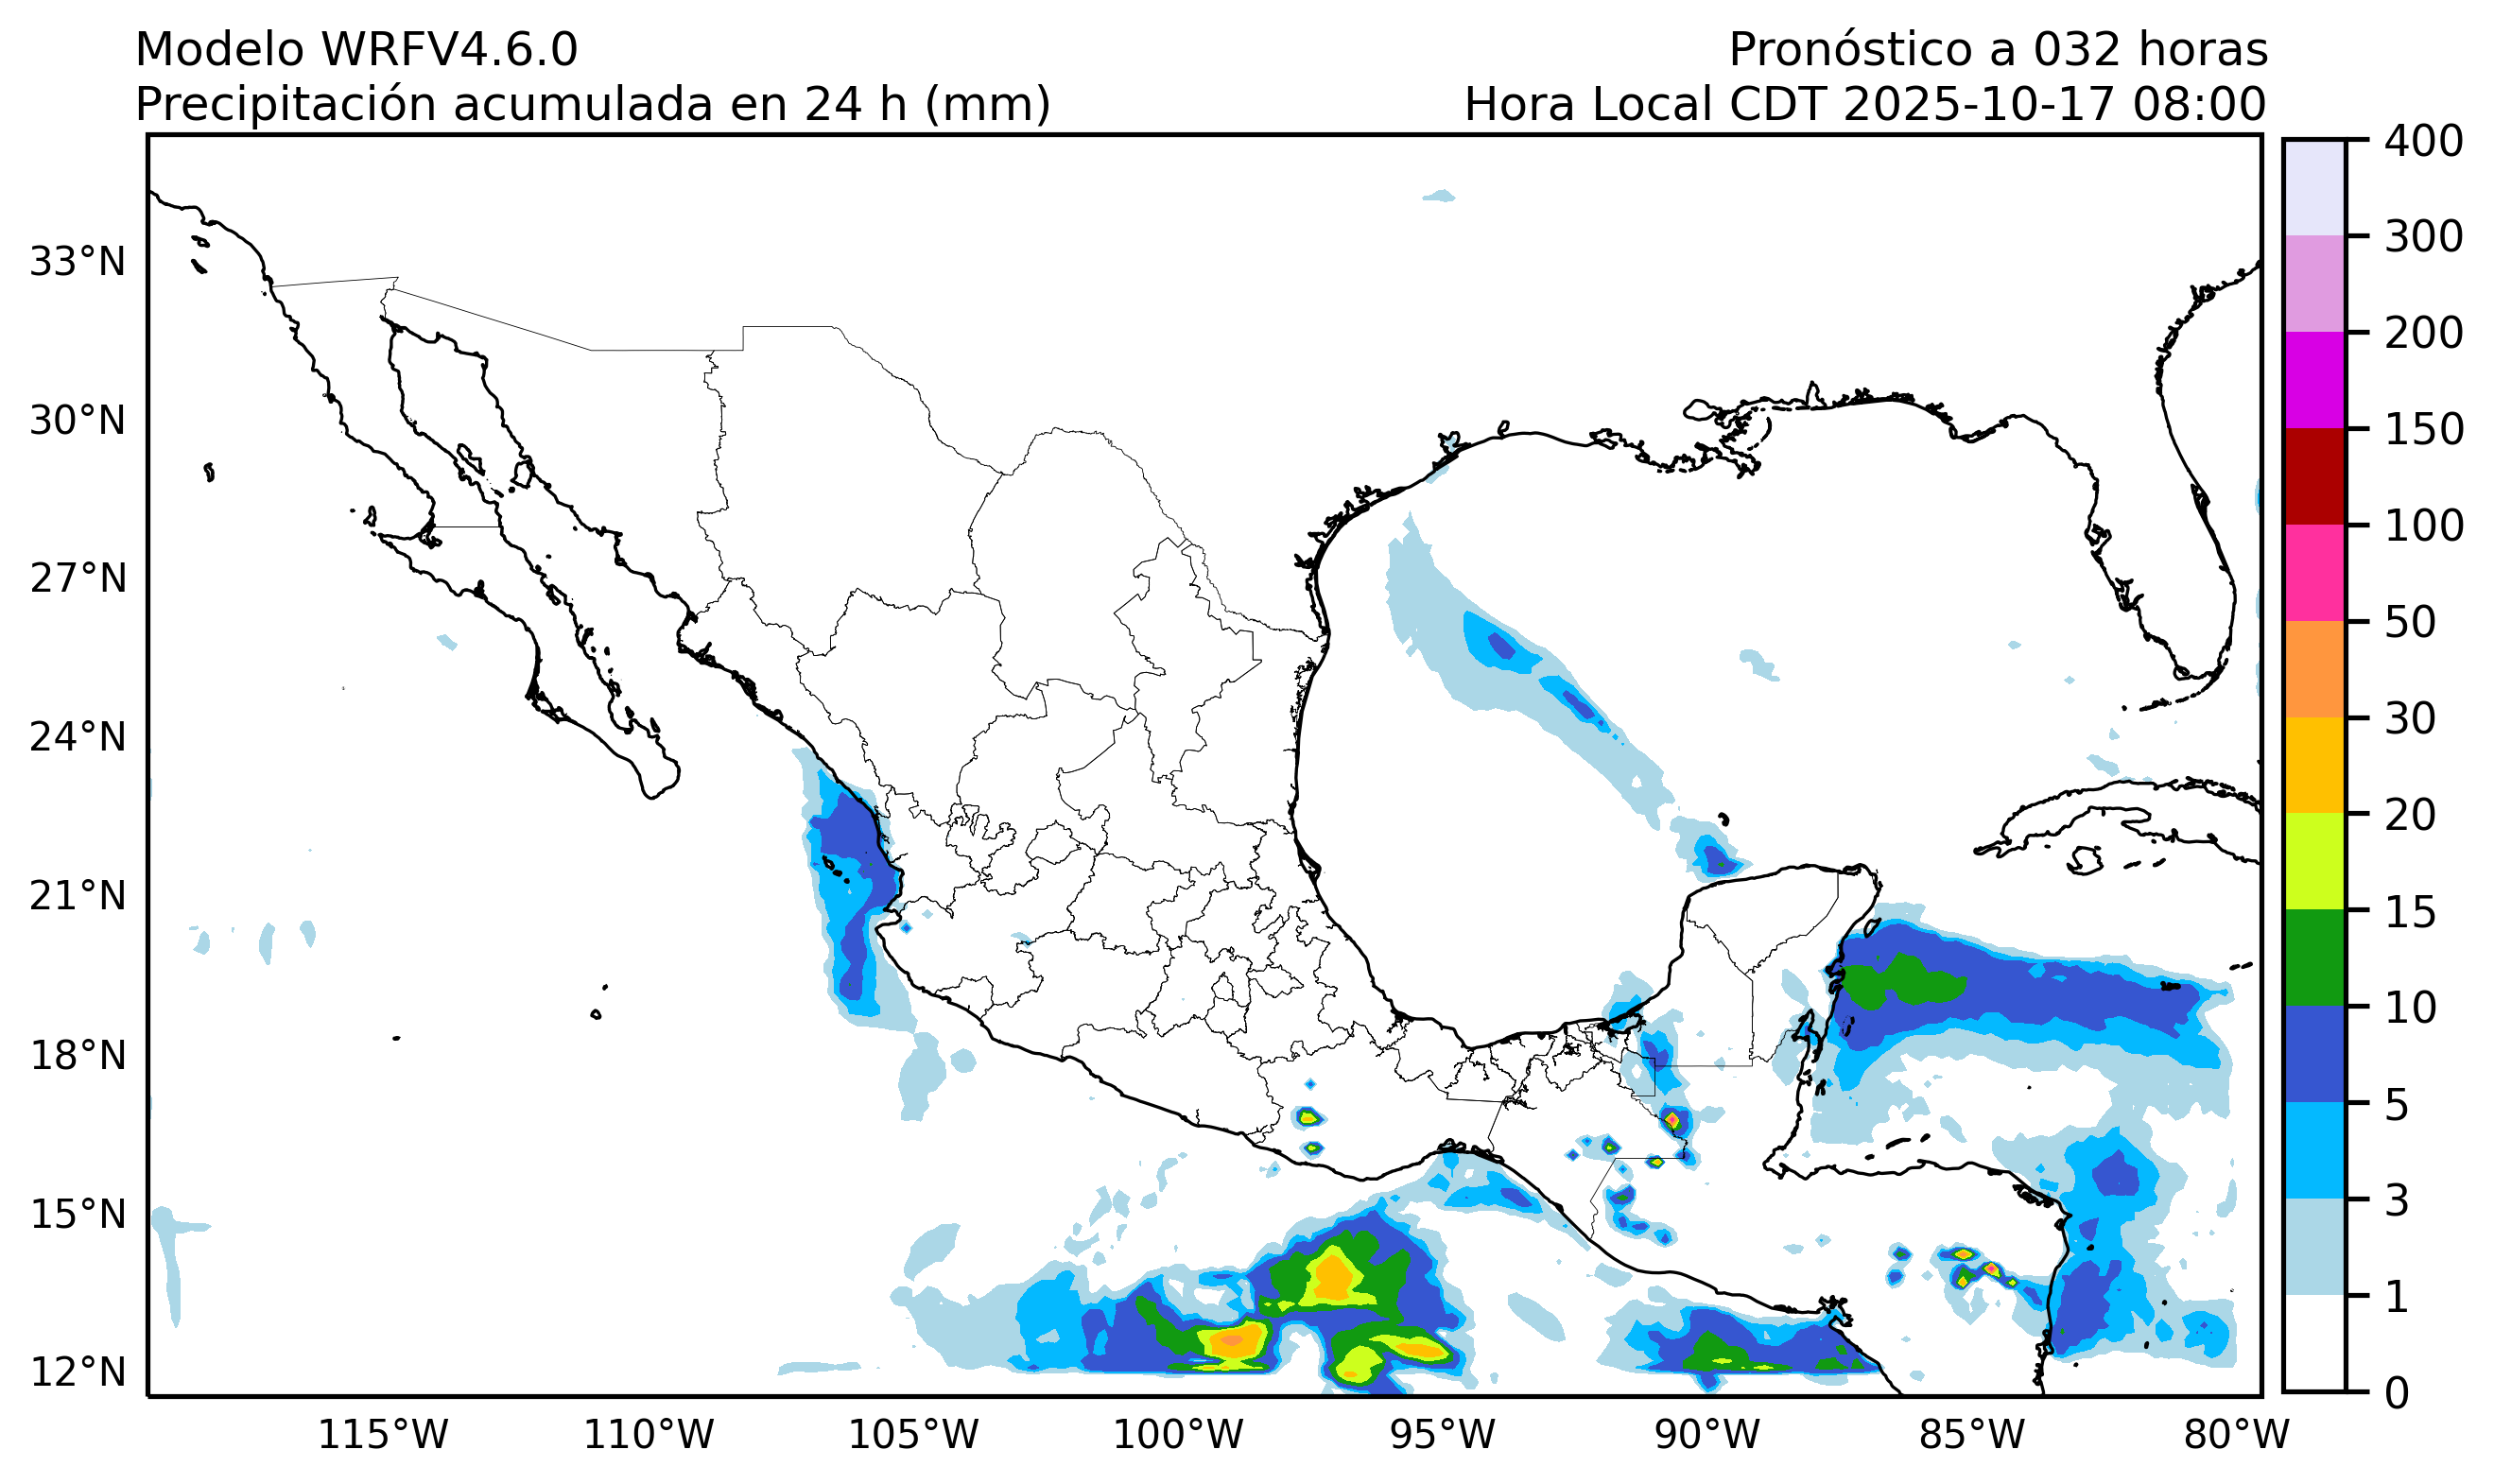 Modelo WRFV4.6.0
Pronóstico a 032 horas
Precipitación acumulada en 24 h (mm)
Hora Local CDT 2025-10-17 08:00
33°N
30°N
27°N
24°N
21°N
18°N
15°N
12°N
115°W
110°W
105°W
100°W
95°W
90°W
85°W
80°W
400
300
200
150
100
50
30
20
15
10
5
3
1
0